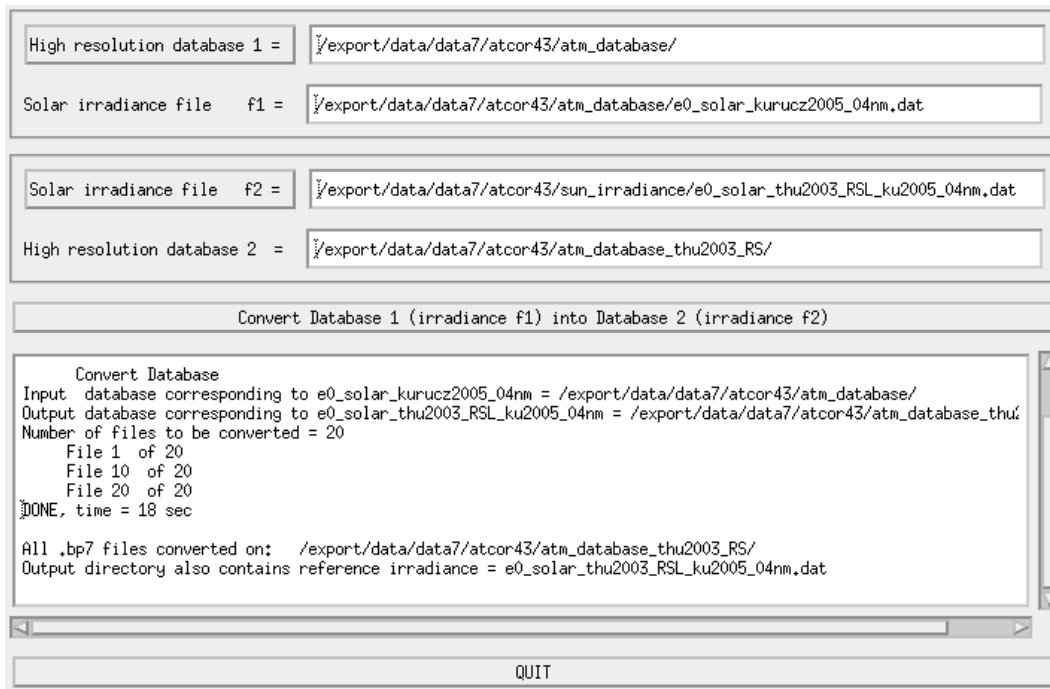 High resolution database 1 = /export/data/data7/atcor43/atm_database/
Solar irradiance file f1 = /export/data/data7/atcor43/atm_database/e0_solar_kurucz2005_04nm.dat
Solar irradiance file f2 = /export/data/data7/atcor43/sun_irradiance/e0_solar_thu2003_RSL_ku2005_04nm.dat
High resolution database 2 = /export/data/data7/atcor43/atm_database_thu2003_RS/
Convert Database 1 (irradiance f1) into Database 2 (irradiance f2)
Convert Database
Input database corresponding to e0_solar_kurucz2005_04nm = /export/data/data7/atcor43/atm_database/
Output database corresponding to e0_solar_thu2003_RSL_ku2005_04nm = /export/data/data7/atcor43/atm_database_thu2
Number of files to be converted = 20
File 1 of 20
File 10 of 20
File 20 of 20
DONE, time = 18 sec
All .bp7 files converted on: /export/data/data7/atcor43/atm_database_thu2003_RS/
Output directory also contains reference irradiance = e0_solar_thu2003_RSL_ku2005_04nm.dat
QUIT